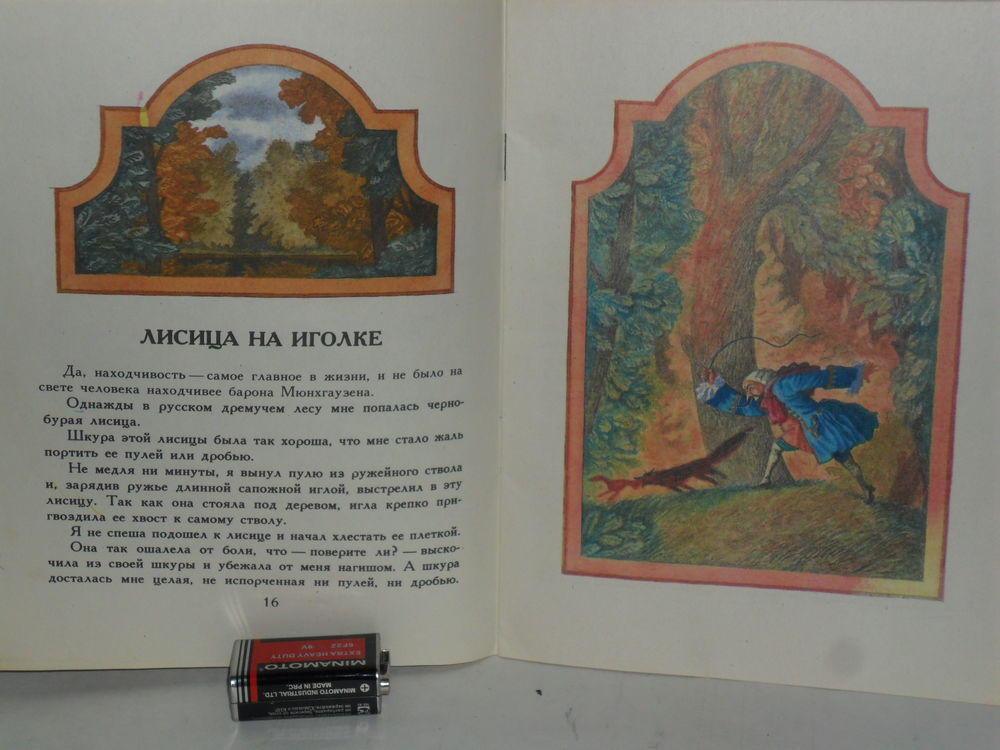 ЛИСИЦА НА ИГОЛКЕ
Да, находчивость — самое главное в жизни, и не было на
свете человека находчивее барона Мюнхгаузена.
Однажды в русском дремучем лесу мне попалась черно-
бурая лисица.
Шкура этой лисицы была так хороша, что мне стало жаль
портить ее пулей или дробью.
Не медля ни минуты, я вынул пулю из ружейного ствола
и, зарядив ружье длинной сапожной иглой, выстрелил в эту
лисицу. Так как она стояла под деревом, игла крепко при-
гвоздила ее хвост к самому стволу.
Я не спеша подошел к лисице и начал хлестать ее плеткой.
Она так ошалела от боли, что — поверите ли? — выско-
чила из своей шкуры и убежала от меня нагишом. А шкура
досталась мне целая, не испорченная ни пулей, ни дробью.
16
6F22 9V
EXTRA HEAVY DUTY
MINAMOTO
MINAMOTO INDUSTRIAL LTD.
MADE IN PRC.